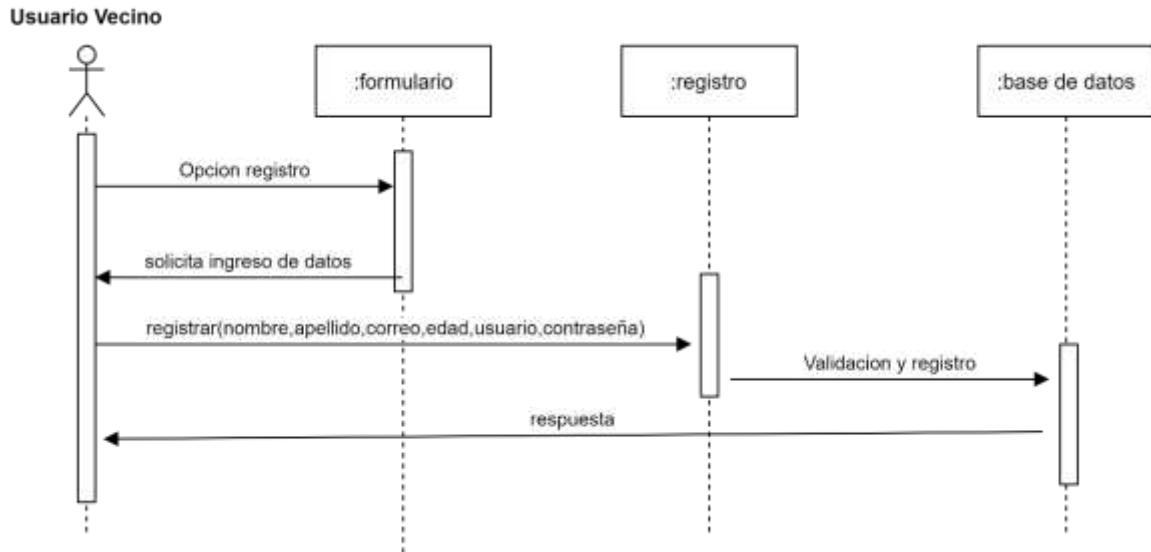 Usuario Vecino
:formulario
:registro
:base de datos
Opcion registro
solicita ingreso de datos
registrar(nombre,apellido,correo,edad,usuario,contraseña)
Validacion y registro
respuesta